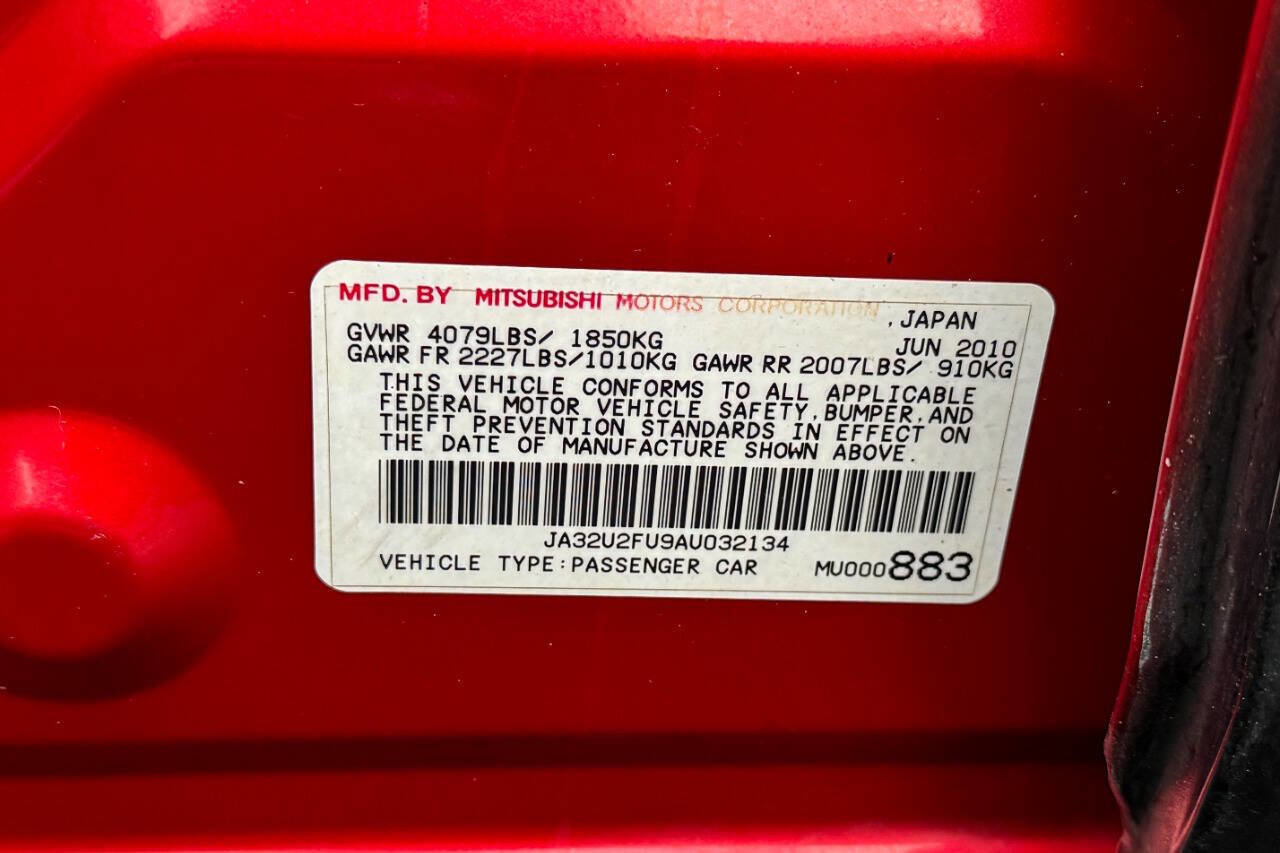 MFD. BY MITSUBISHI MOTORS CORPORATION , JAPAN
GVWR 4079LBS/ 1850KG JUN 2010
GAWR FR 2227LBS/1010KG GAWR RR 2007LBS/ 910KG
THIS VEHICLE CONFORMS TO ALL APPLICABLE
FEDERAL MOTOR VEHICLE SAFETY, BUMPER, AND
THEFT PREVENTION STANDARDS IN EFFECT ON
THE DATE OF MANUFACTURE SHOWN ABOVE.
JA32U2FU9AU032134
VEHICLE TYPE:PASSENGER CAR MU000883